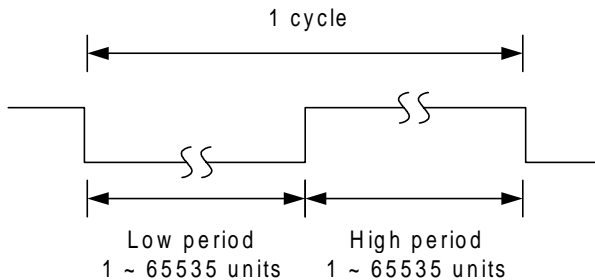 1 cycle
Low period
1 ~ 65535 units
High period
1 ~ 65535 units